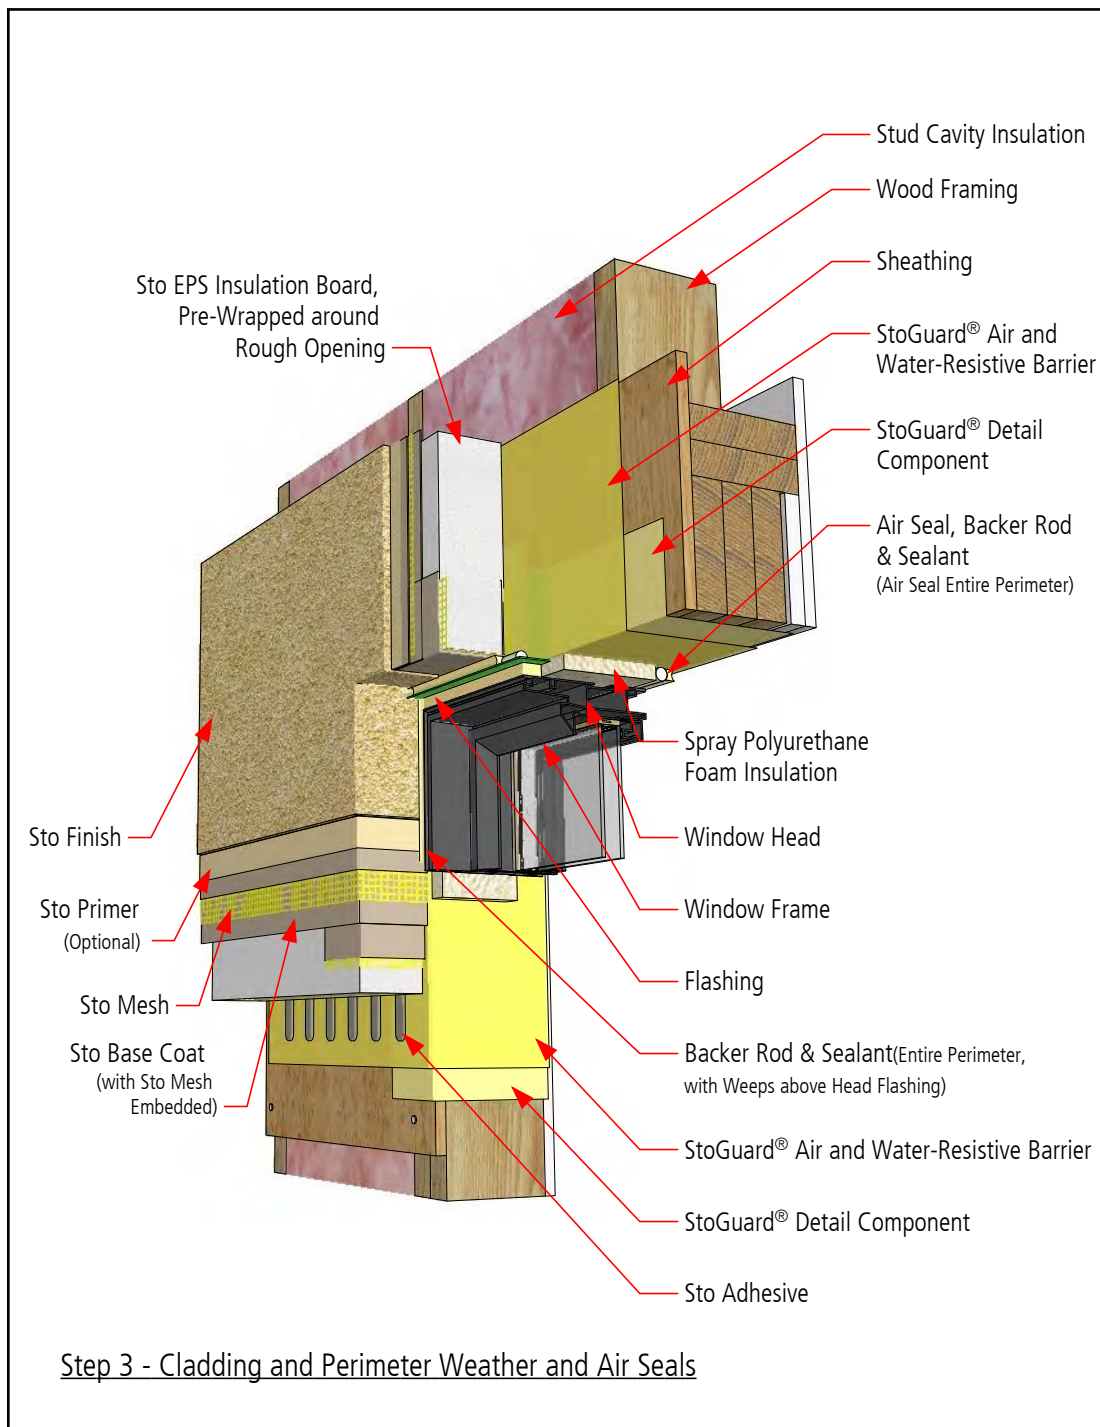 Stud Cavity Insulation
Wood Framing
Sheathing
StoGuard® Air and
Water-Resistive Barrier
StoGuard® Detail
Component
Air Seal, Backer Rod
& Sealant
(Air Seal Entire Perimeter)
Sto EPS Insulation Board,
Pre-Wrapped around
Rough Opening
Spray Polyurethane
Foam Insulation
Window Head
Window Frame
Flashing
Backer Rod & Sealant(Entire Perimeter,
with Weeps above Head Flashing)
StoGuard® Air and Water-Resistive Barrier
StoGuard® Detail Component
Sto Adhesive
Sto Finish
Sto Primer
(Optional)
Sto Mesh
Sto Base Coat
(with Sto Mesh
Embedded)
Step 3 - Cladding and Perimeter Weather and Air Seals